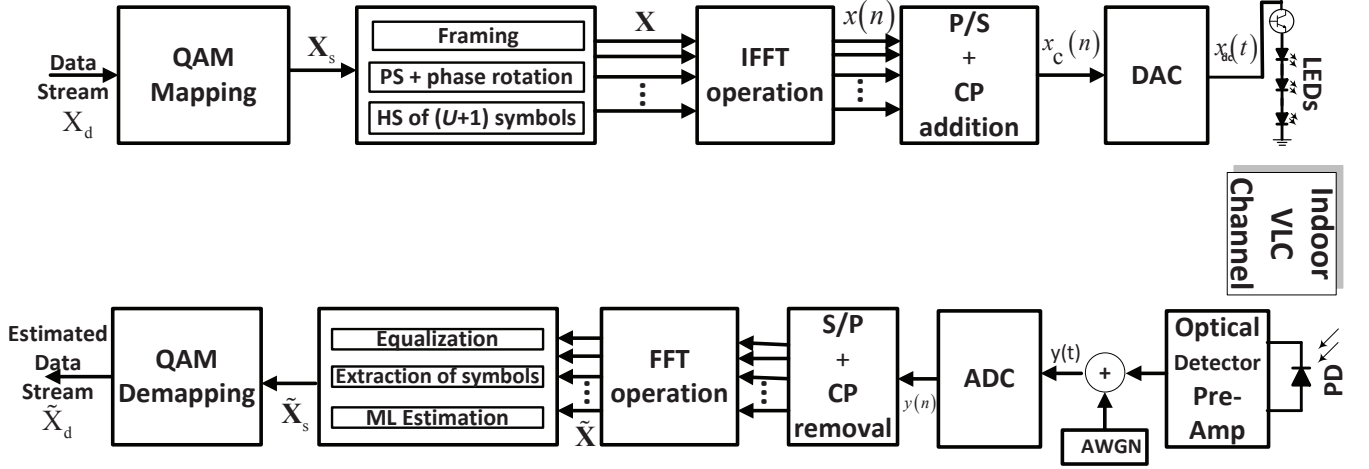 Data
Stream
X_d
QAM
Mapping
X_s
Framing
PS + phase rotation
HS of (U+1) symbols
X
IFFT
operation
x(n)
P/S
+
CP
addition
x_c(n)
DAC
LEDs
Indoor
VLC
Channel
Estimated
Data
Stream
X̃_d
QAM
Demapping
X̃_s
Equalization
Extraction of symbols
ML Estimation
X̃
FFT
operation
S/P
+
CP
removal
y(n)
ADC
y(t)
+
AWGN
Optical
Detector
Pre-
Amp
PD